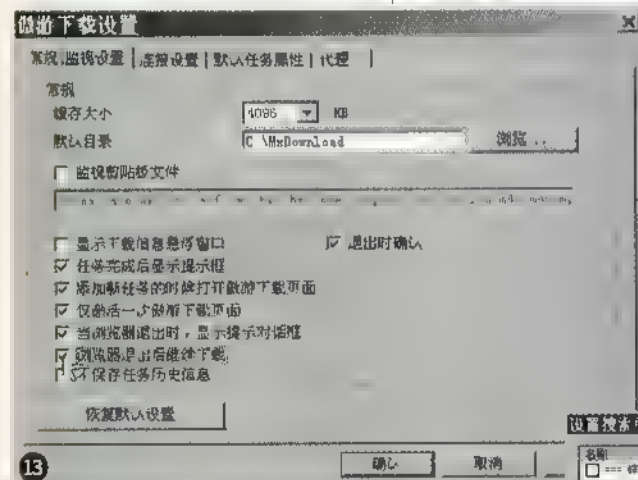 傲游下载设置
常规,监视设置 | 连接设置 | 默认任务属性 | 代理 |
常规
缓存大小 4096 KB
默认目录 C \MxDownload 浏览 ..
监视剪贴板文件
显示下载信息悬浮窗口 退出时确认
任务完成后显示提示框
添加新任务的时候打开傲游下载页面
仅激活一次傲游下载页面
当浏览器退出时,显示提示对话框
浏览器退出后继续下载
不保存任务历史信息
恢复默认设置
设置搜索
名称
13
确认 取消